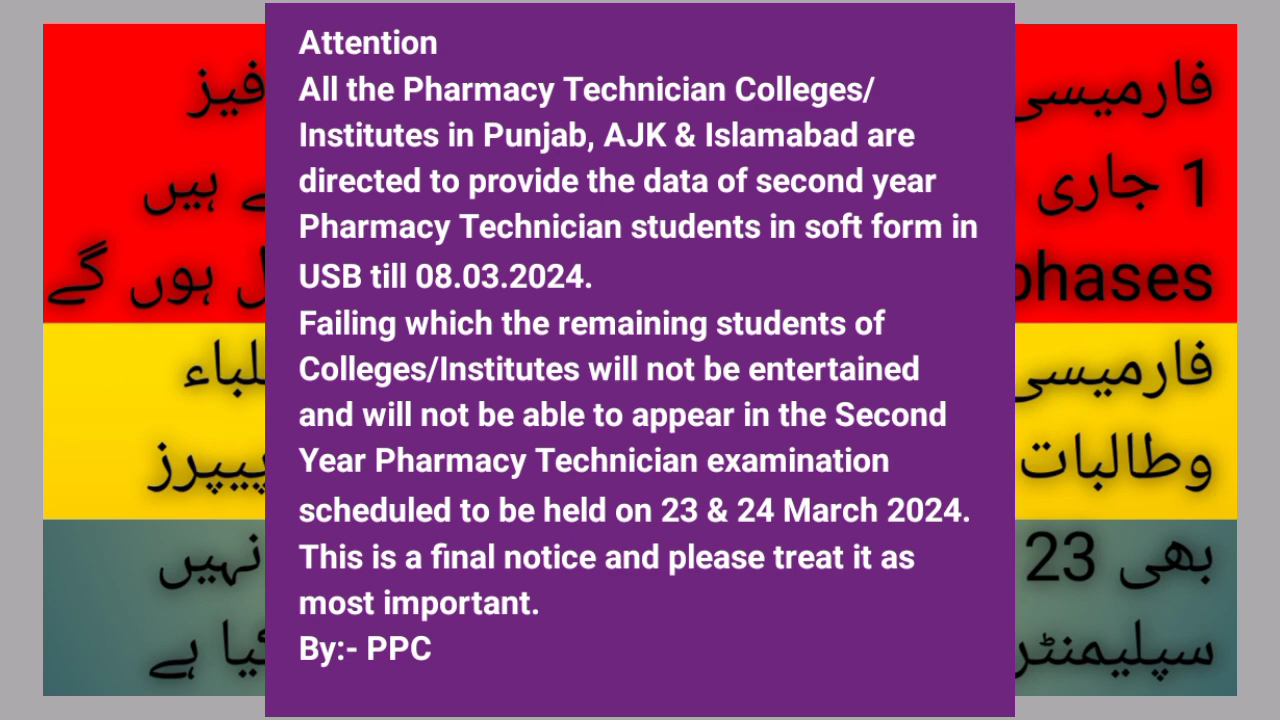 Attention
All the Pharmacy Technician Colleges/
Institutes in Punjab, AJK & Islamabad are
directed to provide the data of second year
Pharmacy Technician students in soft form in
USB till 08.03.2024.
Failing which the remaining students of
Colleges/Institutes will not be entertained
and will not be able to appear in the Second
Year Pharmacy Technician examination
scheduled to be held on 23 & 24 March 2024.
This is a final notice and please treat it as
most important.
By:- PPC
فارمیسی
1 جاری
phases
فارمیسی
وطالبات
بھی 23
فیز
ہیں
ہوں گے
پیپرز
نہیں
ہے